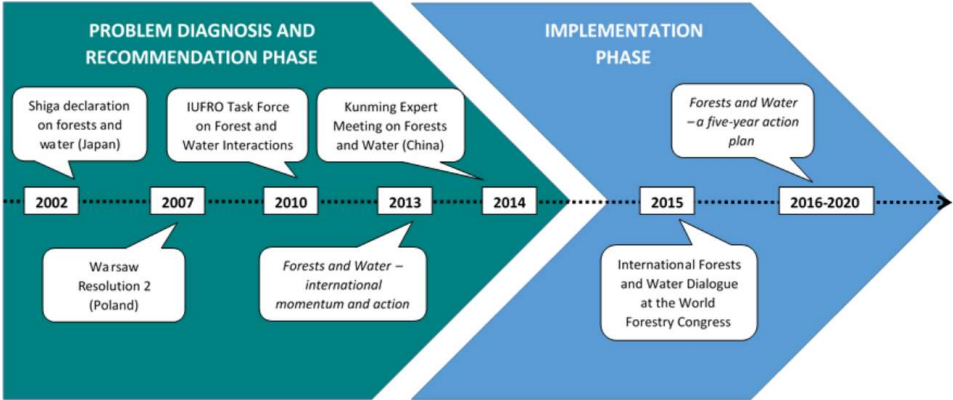 PROBLEM DIAGNOSIS AND
RECOMMENDATION PHASE
IMPLEMENTATION
PHASE
Shiga declaration
on forests and
water (Japan)
IUFRO Task Force
on Forest and
Water Interactions
Kunming Expert
Meeting on Forests
and Water (China)
Forests and Water
– a five-year action
plan
2002
2007
2010
2013
2014
2015
2016-2020
Warsaw
Resolution 2
(Poland)
Forests and Water –
international
momentum and action
International Forests
and Water Dialogue
at the World
Forestry Congress